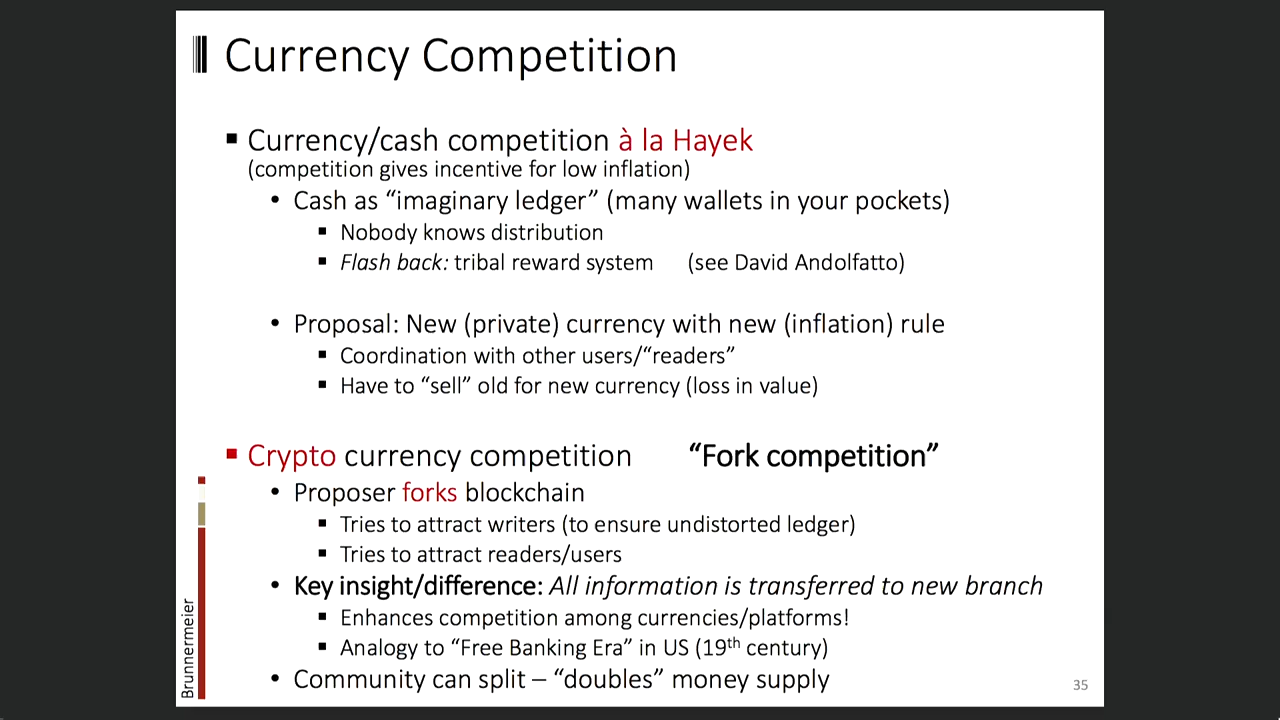 Currency Competition
▪ Currency/cash competition à la Hayek
(competition gives incentive for low inflation)
• Cash as “imaginary ledger” (many wallets in your pockets)
▪ Nobody knows distribution
▪ Flash back: tribal reward system (see David Andolfatto)
• Proposal: New (private) currency with new (inflation) rule
▪ Coordination with other users/“readers”
▪ Have to “sell” old for new currency (loss in value)
▪ Crypto currency competition “Fork competition”
• Proposer forks blockchain
▪ Tries to attract writers (to ensure undistorted ledger)
▪ Tries to attract readers/users
• Key insight/difference: All information is transferred to new branch
▪ Enhances competition among currencies/platforms!
▪ Analogy to “Free Banking Era” in US (19th century)
• Community can split – “doubles” money supply
Brunnermeier
35